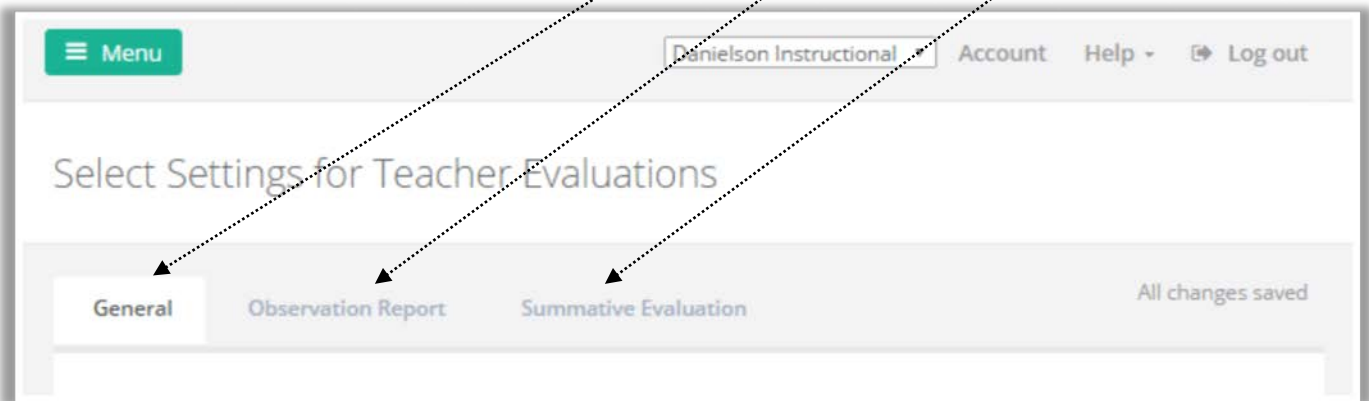 Menu Danielson Instructional Account Help Log out
Select Settings for Teacher Evaluations
General Observation Report Summative Evaluation All changes saved